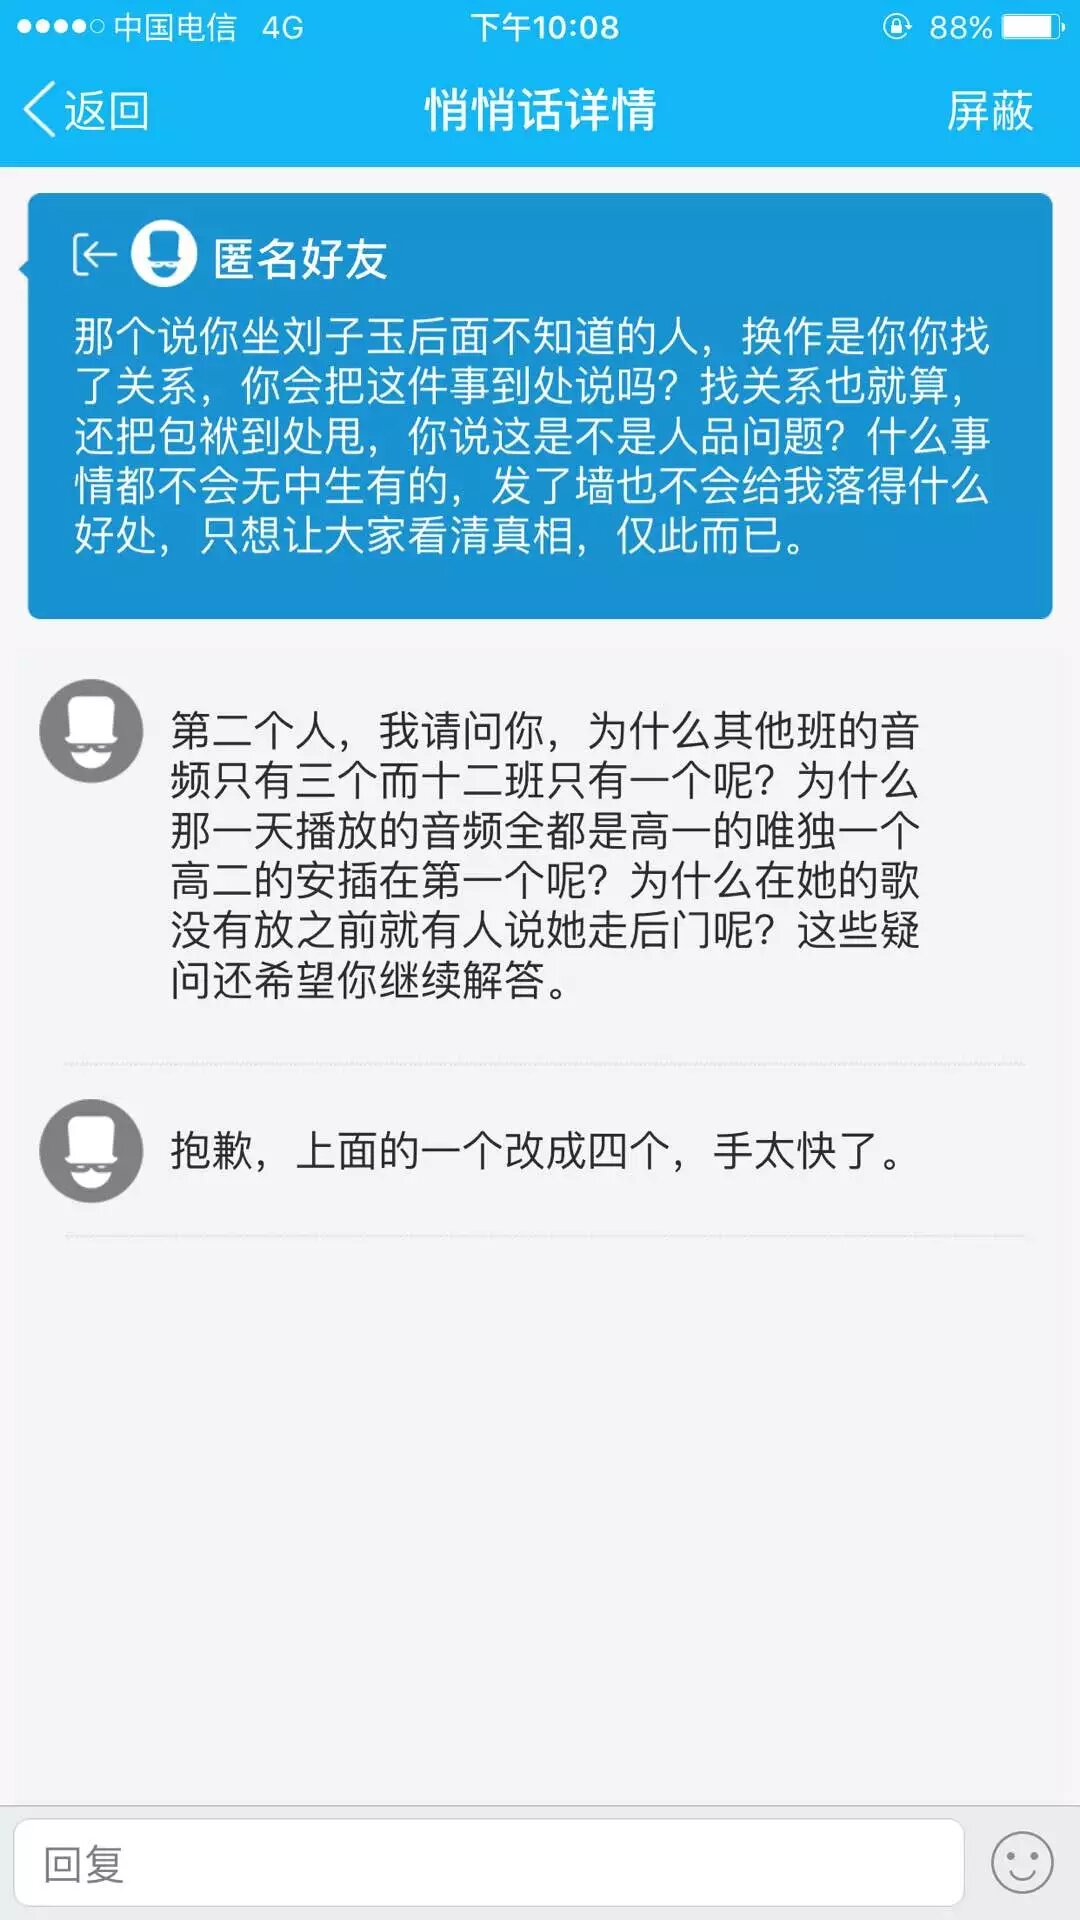 中国电信 4G 下午10:08 88%
返回 悄悄话详情 屏蔽
匿名好友
那个说你坐刘子玉后面不知道的人，换作是你你找
了关系，你会把这件事到处说吗？找关系也就算，
还把包袱到处甩，你说这是不是人品问题？什么事
情都不会无中生有的，发了墙也不会给我落得什么
好处，只想让大家看清真相，仅此而已。
第二个人，我请问你，为什么其他班的音
频只有三个而十二班只有一个呢？为什么
那一天播放的音频全都是高一的唯独一个
高二的安插在第一个呢？为什么在她的歌
没有放之前就有人说她走后门呢？这些疑
问还希望你继续解答。
抱歉，上面的一个改成四个，手太快了。
回复